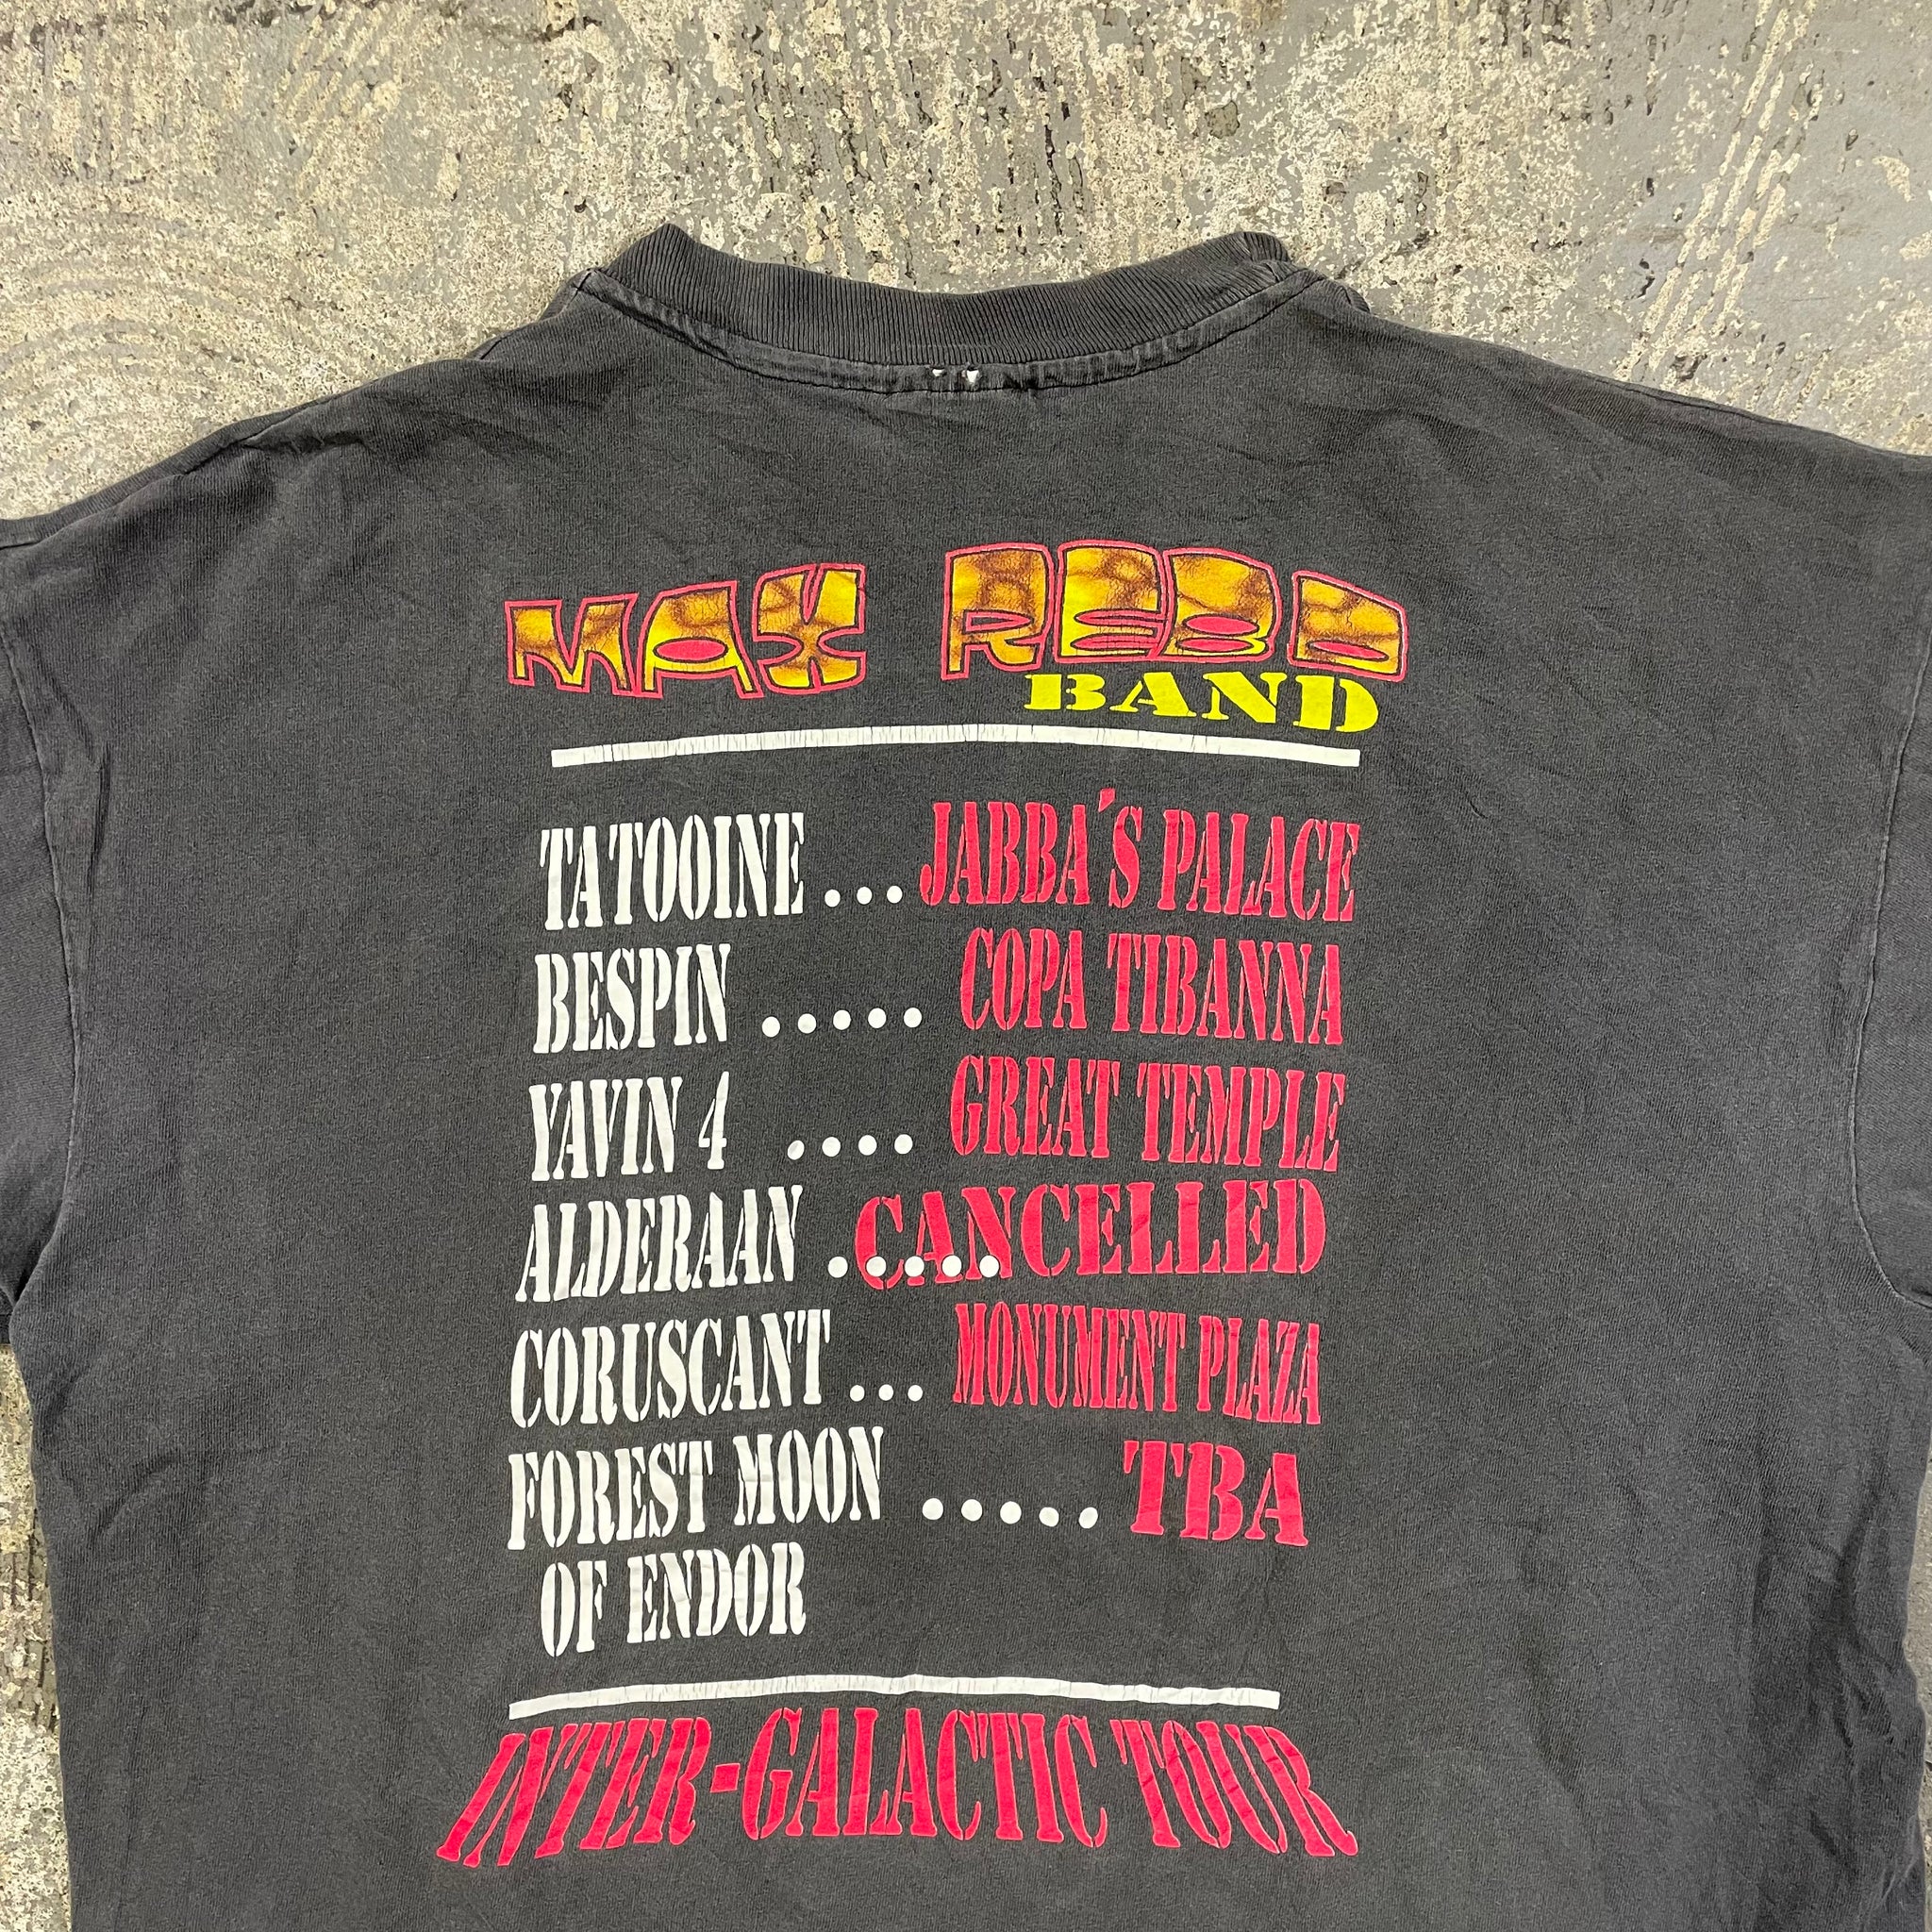 MAX REBO
BAND
TATOOINE ... JABBA'S PALACE
BESPIN ..... COPA TIBANNA
YAVIN 4 .... GREAT TEMPLE
ALDERAAN ..... CANCELLED
CORUSCANT ... MONUMENT PLAZA
FOREST MOON ..... TBA
OF ENDOR
INTER-GALACTIC TOUR